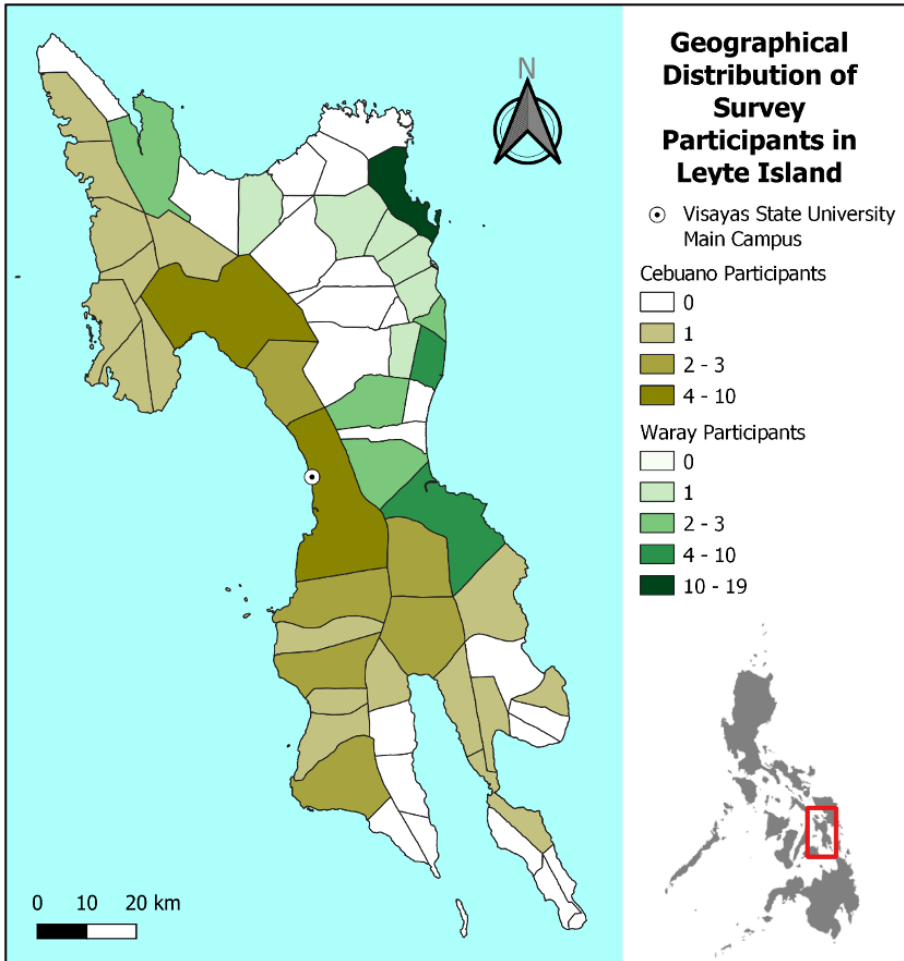 Geographical
Distribution of
Survey
Participants in
Leyte Island
N
Visayas State University
Main Campus
Cebuano Participants
0
1
2 - 3
4 - 10
Waray Participants
0
1
2 - 3
4 - 10
10 - 19
0 10 20 km